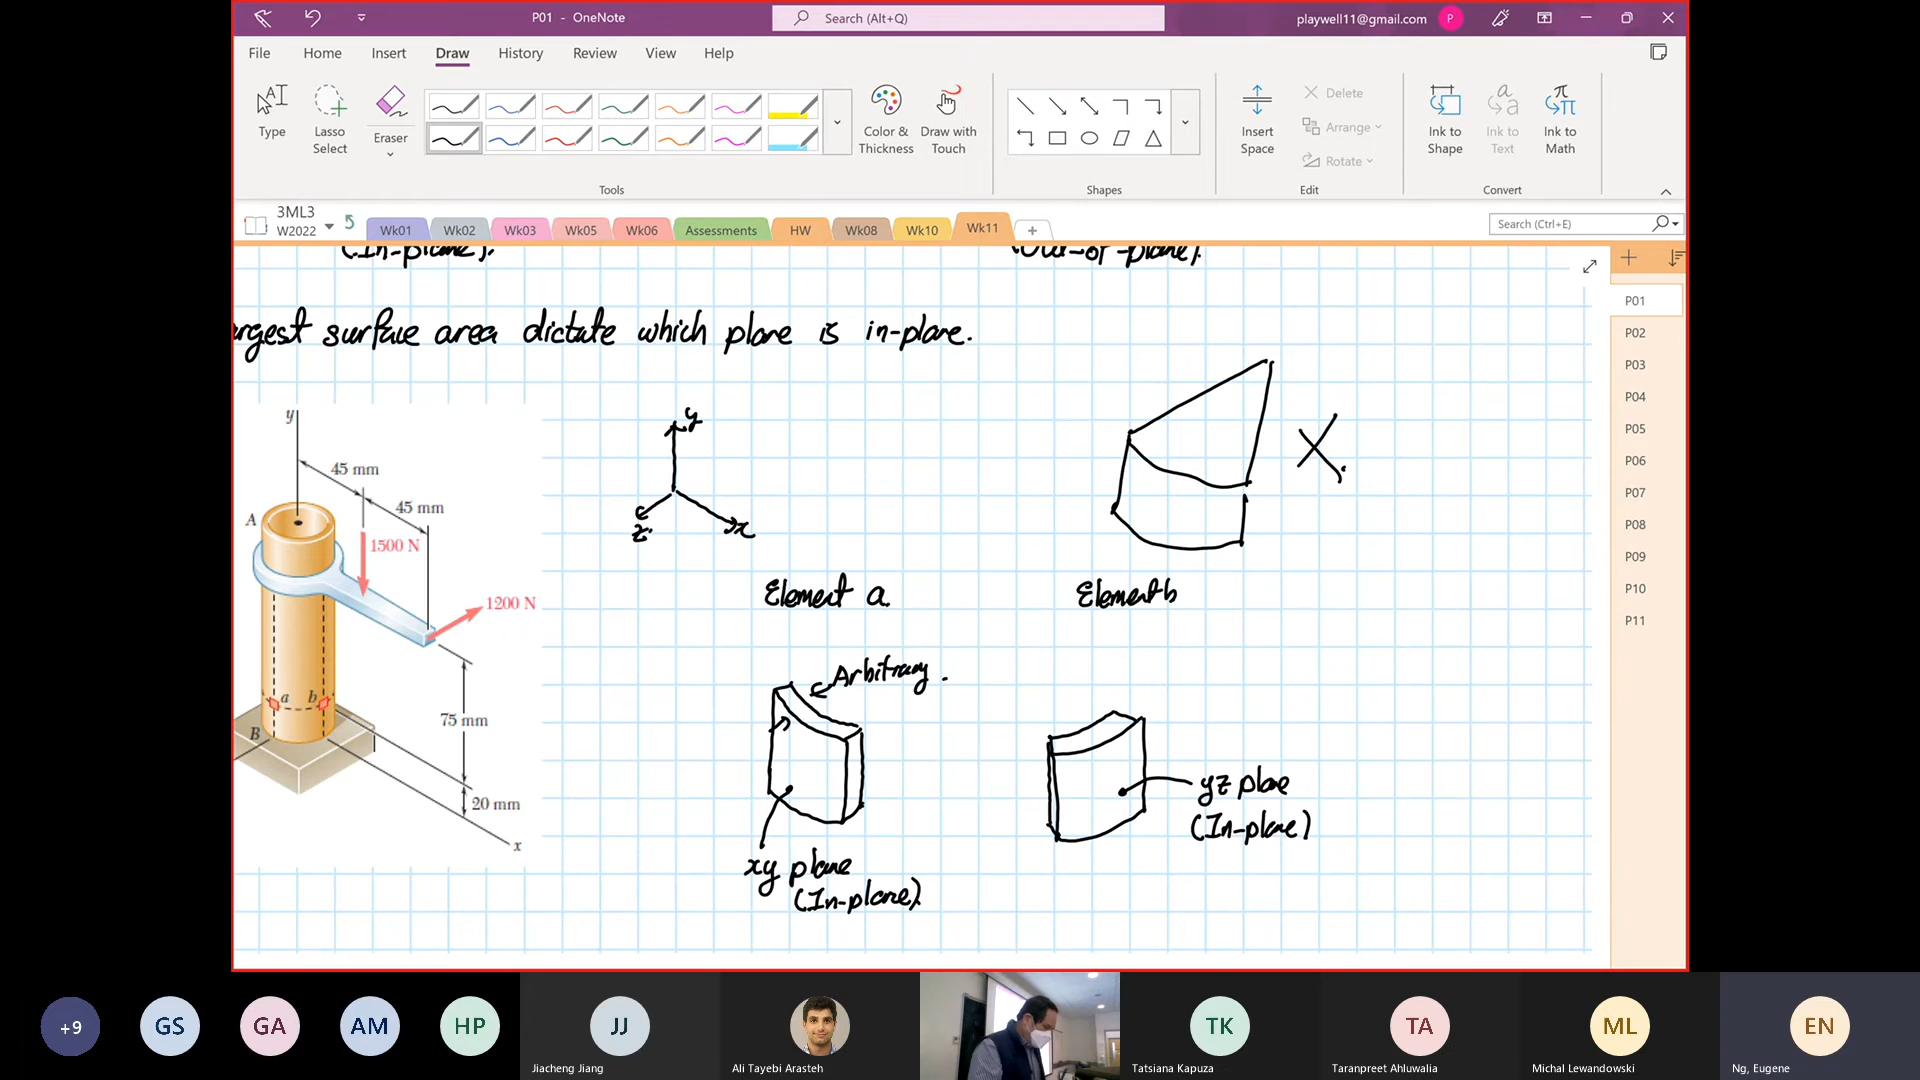 P01 - OneNote
Search (Alt+Q)
playwell11@gmail.com
P
File Home Insert Draw History Review View Help
Type
Lasso Select
Eraser
Color & Thickness
Draw with Touch
Insert Space
Delete
Arrange
Rotate
Ink to Shape
Ink to Text
Ink to Math
Tools
Shapes
Edit
Convert
3ML3
W2022
Wk01 Wk02 Wk03 Wk05 Wk06 Assessments HW Wk08 Wk10 Wk11
Search (Ctrl+E)
(In-plane).
(Out-of-plane).
argest surface area dictate which plane is in-plane.
y
45 mm
45 mm
A
1500 N
1200 N
a
b
B
75 mm
20 mm
x
y
z
x
X.
Element a.
Element b
Arbitrary.
xy plane
(In-plane).
yz plane
(In-plane)
P01
P02
P03
P04
P05
P06
P07
P08
P09
P10
P11
+9
GS
GA
AM
HP
JJ
Jiacheng Jiang
Ali Tayebi Arasteh
TK
Tatsiana Kapuza
TA
Taranpreet Ahluwalia
ML
Michal Lewandowski
EN
Ng, Eugene